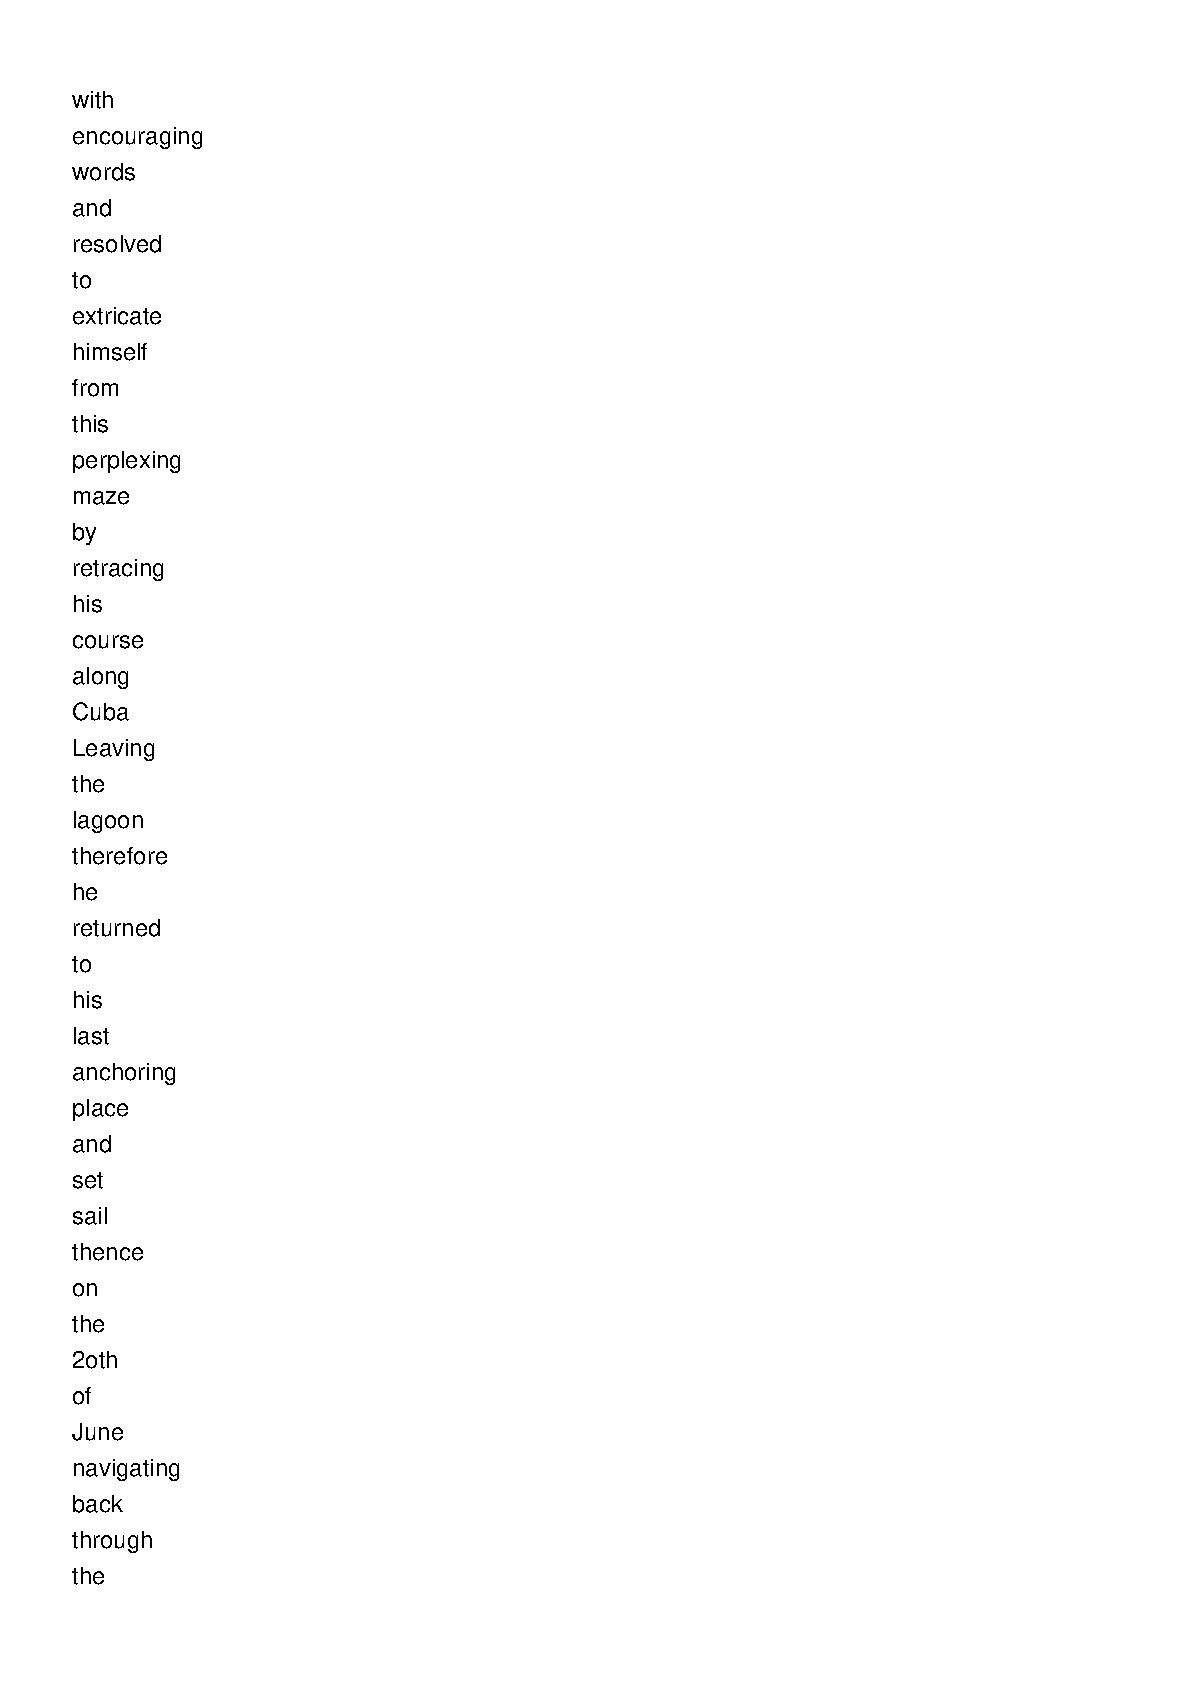 with
encouraging
words
and
resolved
to
extricate
himself
from
this
perplexing
maze
by
retracing
his
course
along
Cuba
Leaving
the
lagoon
therefore
he
returned
to
his
last
anchoring
place
and
set
sail
thence
on
the
2oth
of
June
navigating
back
through
the